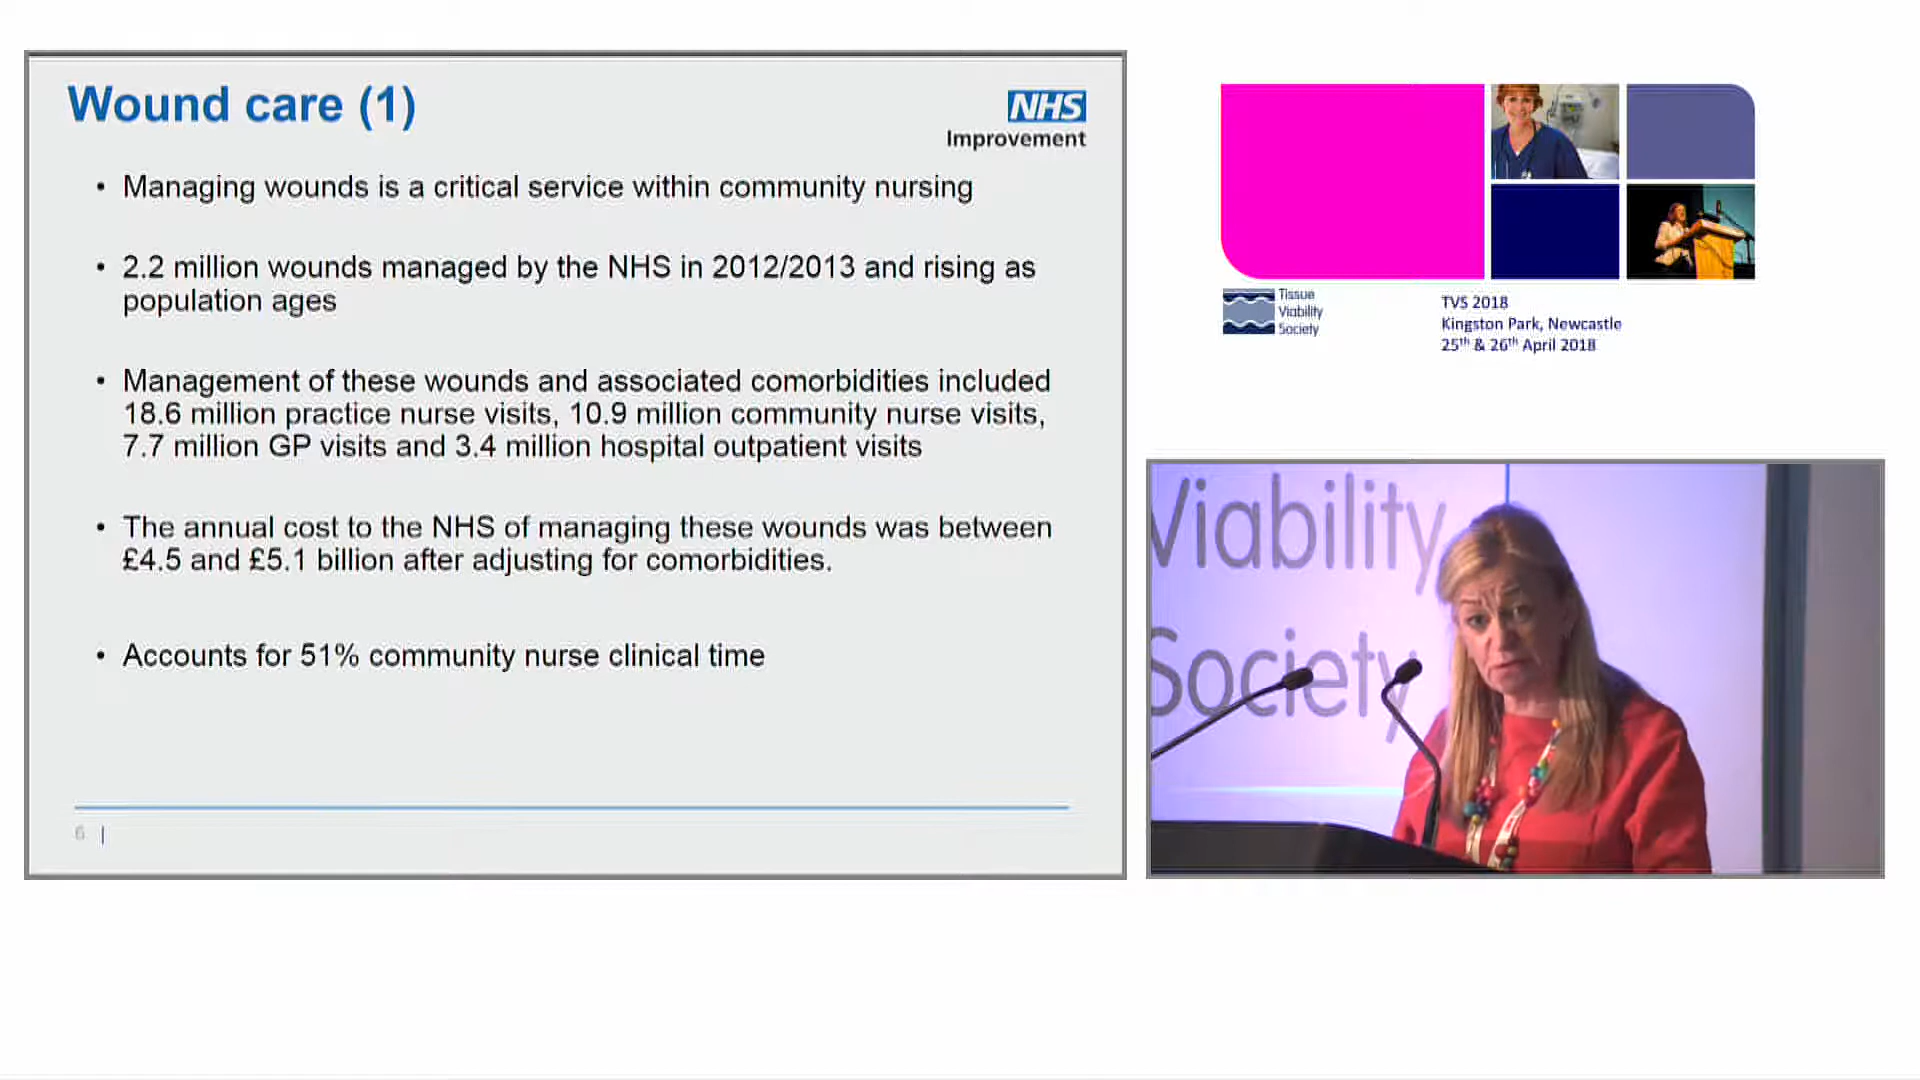 Wound care (1)
NHS
Improvement
• Managing wounds is a critical service within community nursing
• 2.2 million wounds managed by the NHS in 2012/2013 and rising as
population ages
• Management of these wounds and associated comorbidities included
18.6 million practice nurse visits, 10.9 million community nurse visits,
7.7 million GP visits and 3.4 million hospital outpatient visits
• The annual cost to the NHS of managing these wounds was between
£4.5 and £5.1 billion after adjusting for comorbidities.
• Accounts for 51% community nurse clinical time
6 |
Tissue
Viability
Society
TVS 2018
Kingston Park, Newcastle
25th & 26th April 2018
Viability
Society